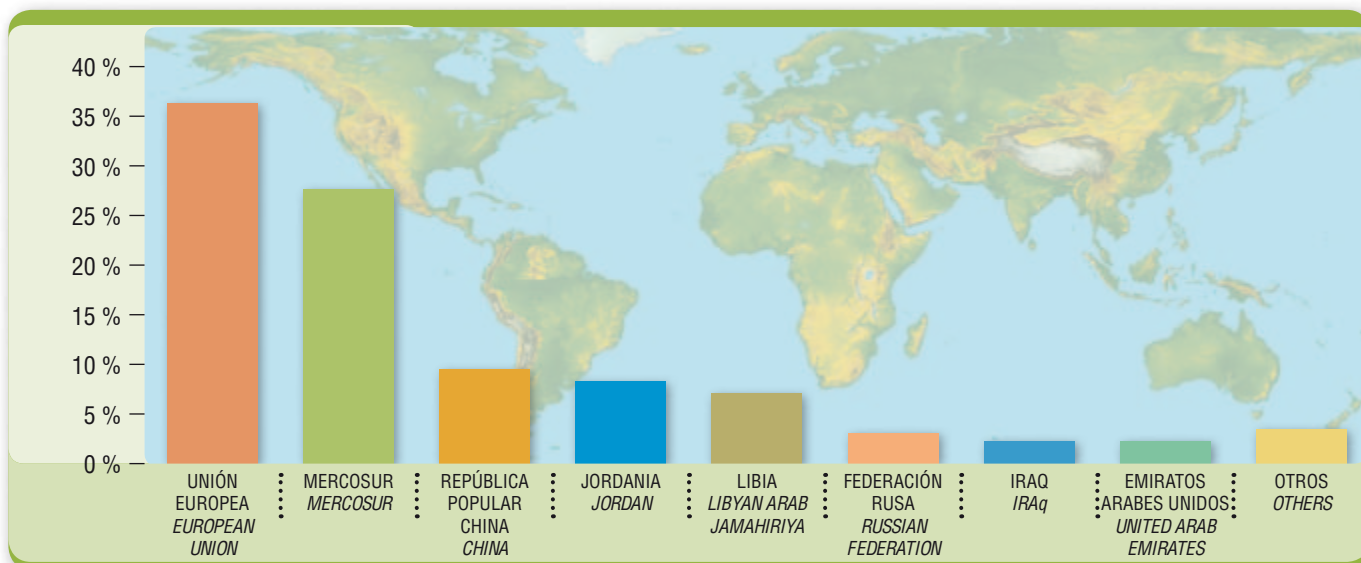 40 %
35 %
30 %
25 %
20 %
15 %
10 %
5 %
0 %
UNIÓN
EUROPEA
EUROPEAN
UNION
MERCOSUR
MERCOSUR
REPÚBLICA
POPULAR
CHINA
CHINA
JORDANIA
JORDAN
LIBIA
LIBYAN ARAB
JAMAHIRIYA
FEDERACIÓN
RUSA
RUSSIAN
FEDERATION
IRAQ
IRAq
EMIRATOS
ARABES UNIDOS
UNITED ARAB
EMIRATES
OTROS
OTHERS